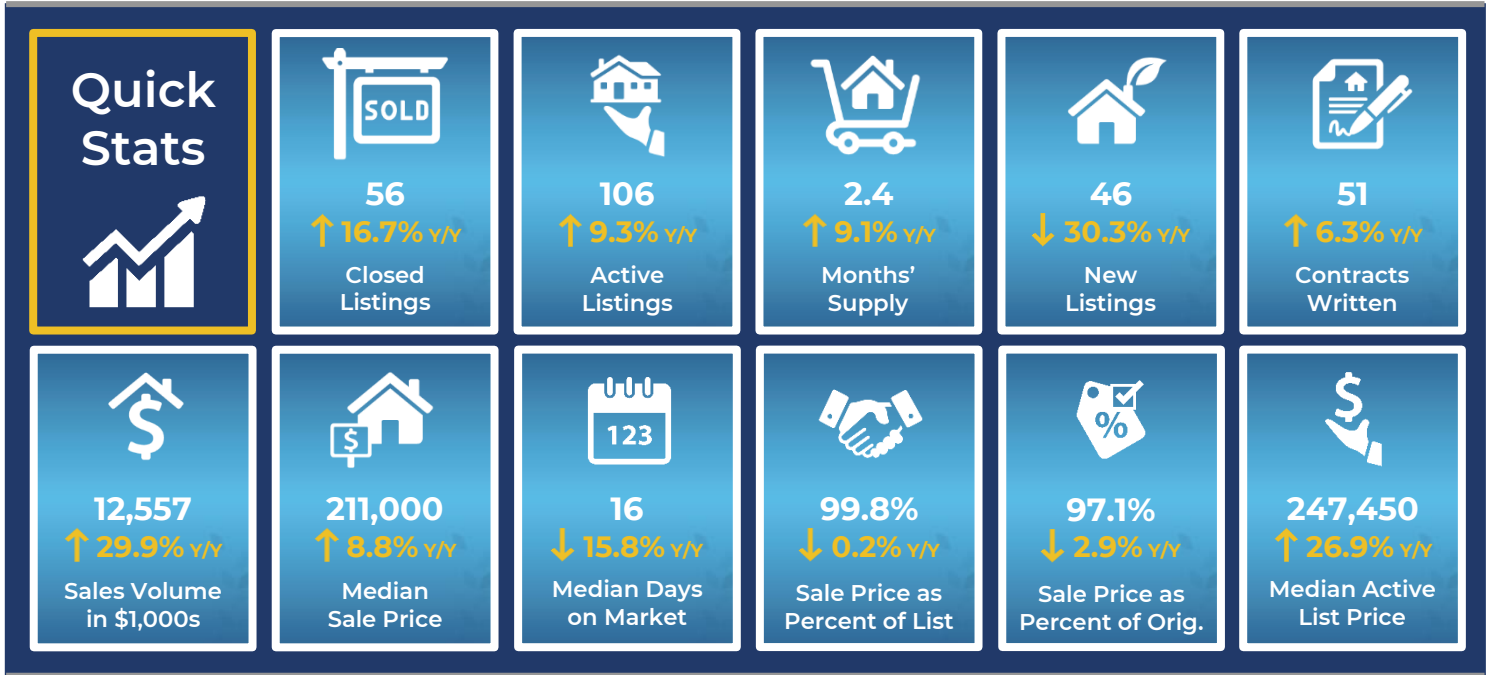 Quick
Stats
SOLD
56
↑ 16.7% Y/Y
Closed
Listings
106
↑ 9.3% Y/Y
Active
Listings
2.4
↑ 9.1% Y/Y
Months’
Supply
46
↓ 30.3% Y/Y
New
Listings
51
↑ 6.3% Y/Y
Contracts
Written
$
12,557
↑ 29.9% Y/Y
Sales Volume
in $1,000s
$
211,000
↑ 8.8% Y/Y
Median
Sale Price
123
16
↓ 15.8% Y/Y
Median Days
on Market
99.8%
↓ 0.2% Y/Y
Sale Price as
Percent of List
%
97.1%
↓ 2.9% Y/Y
Sale Price as
Percent of Orig.
$
247,450
↑ 26.9% Y/Y
Median Active
List Price